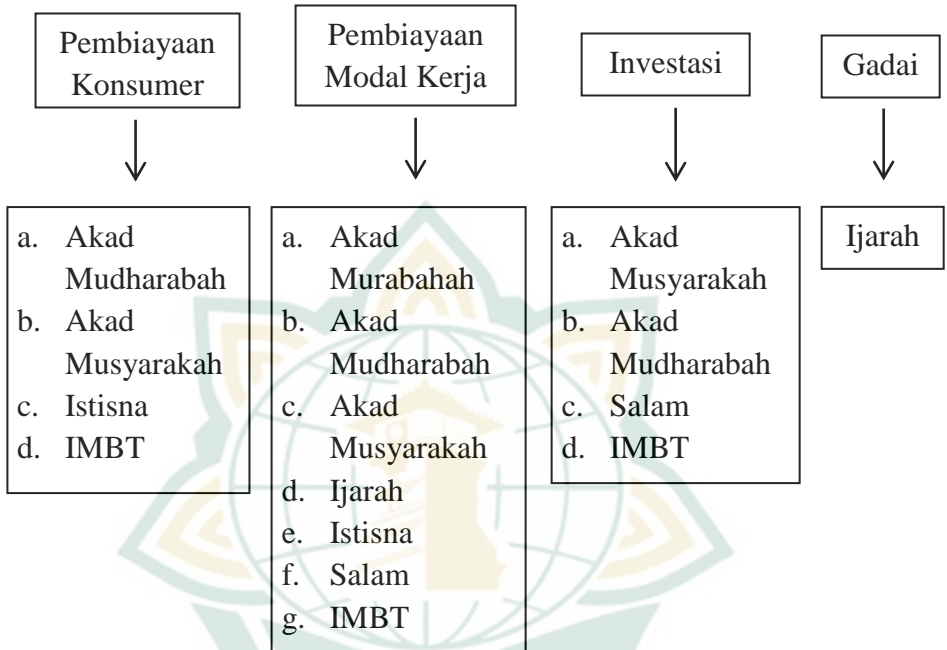 Pembiayaan
Konsumer
Pembiayaan
Modal Kerja
Investasi
Gadai
a. Akad
Mudharabah
b. Akad
Musyarakah
c. Istisna
d. IMBT
a. Akad
Murabahah
b. Akad
Mudharabah
c. Akad
Musyarakah
d. Ijarah
e. Istisna
f. Salam
g. IMBT
a. Akad
Musyarakah
b. Akad
Mudharabah
c. Salam
d. IMBT
Ijarah